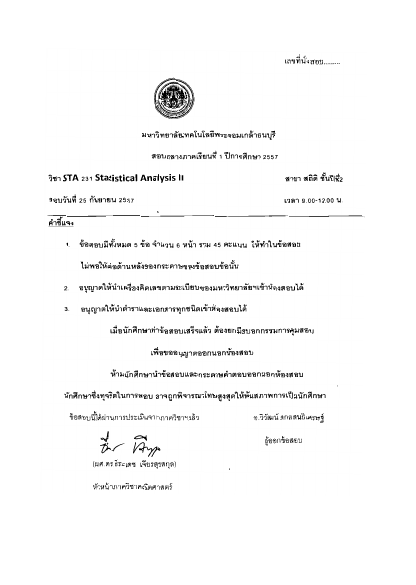 เลขที่นั่งสอบ........
มหาวิทยาลัยเทคโนโลยีพระจอมเกล้าธนบุรี
สอบกลางภาคเรียนที่ 1 ปีการศึกษา 2557
วิชา STA 231 Statistical Analysis II สาขา สถิติ ชั้นปีที่2
สอบวันที่ 25 กันยายน 2557 เวลา 9.00-12.00 น.
คำชี้แจง
1. ข้อสอบมีทั้งหมด 5 ข้อ จำนวน 6 หน้า รวม 45 คะแนน ให้ทำในข้อสอบ
ไม่พอให้ต่อด้านหลังของกระดาษของข้อสอบข้อนั้น
2. อนุญาตให้นำเครื่องคิดเลขตามระเบียบของมหาวิทยาลัยฯเข้าห้องสอบได้
3. อนุญาตให้นำตำราและเอกสารทุกชนิดเข้าห้องสอบได้
เมื่อนักศึกษาทำข้อสอบเสร็จแล้ว ต้องยกมือบอกกรรมการคุมสอบ
เพื่อขออนุญาตออกนอกห้องสอบ
ห้ามนักศึกษานำข้อสอบและกระดาษคำตอบออกนอกห้องสอบ
นักศึกษาซึ่งทุจริตในการสอบ อาจถูกพิจารณาโทษสูงสุดให้พ้นสภาพการเป็นนักศึกษา
ข้อสอบนี้ได้ผ่านการประเมินจากภาควิชาฯแล้ว อ.วิวัฒน์
ผู้ออกข้อสอบ
(ผศ.ดร.ธีระเดช เจียรสุขสกุล)
หัวหน้าภาควิชาคณิตศาสตร์